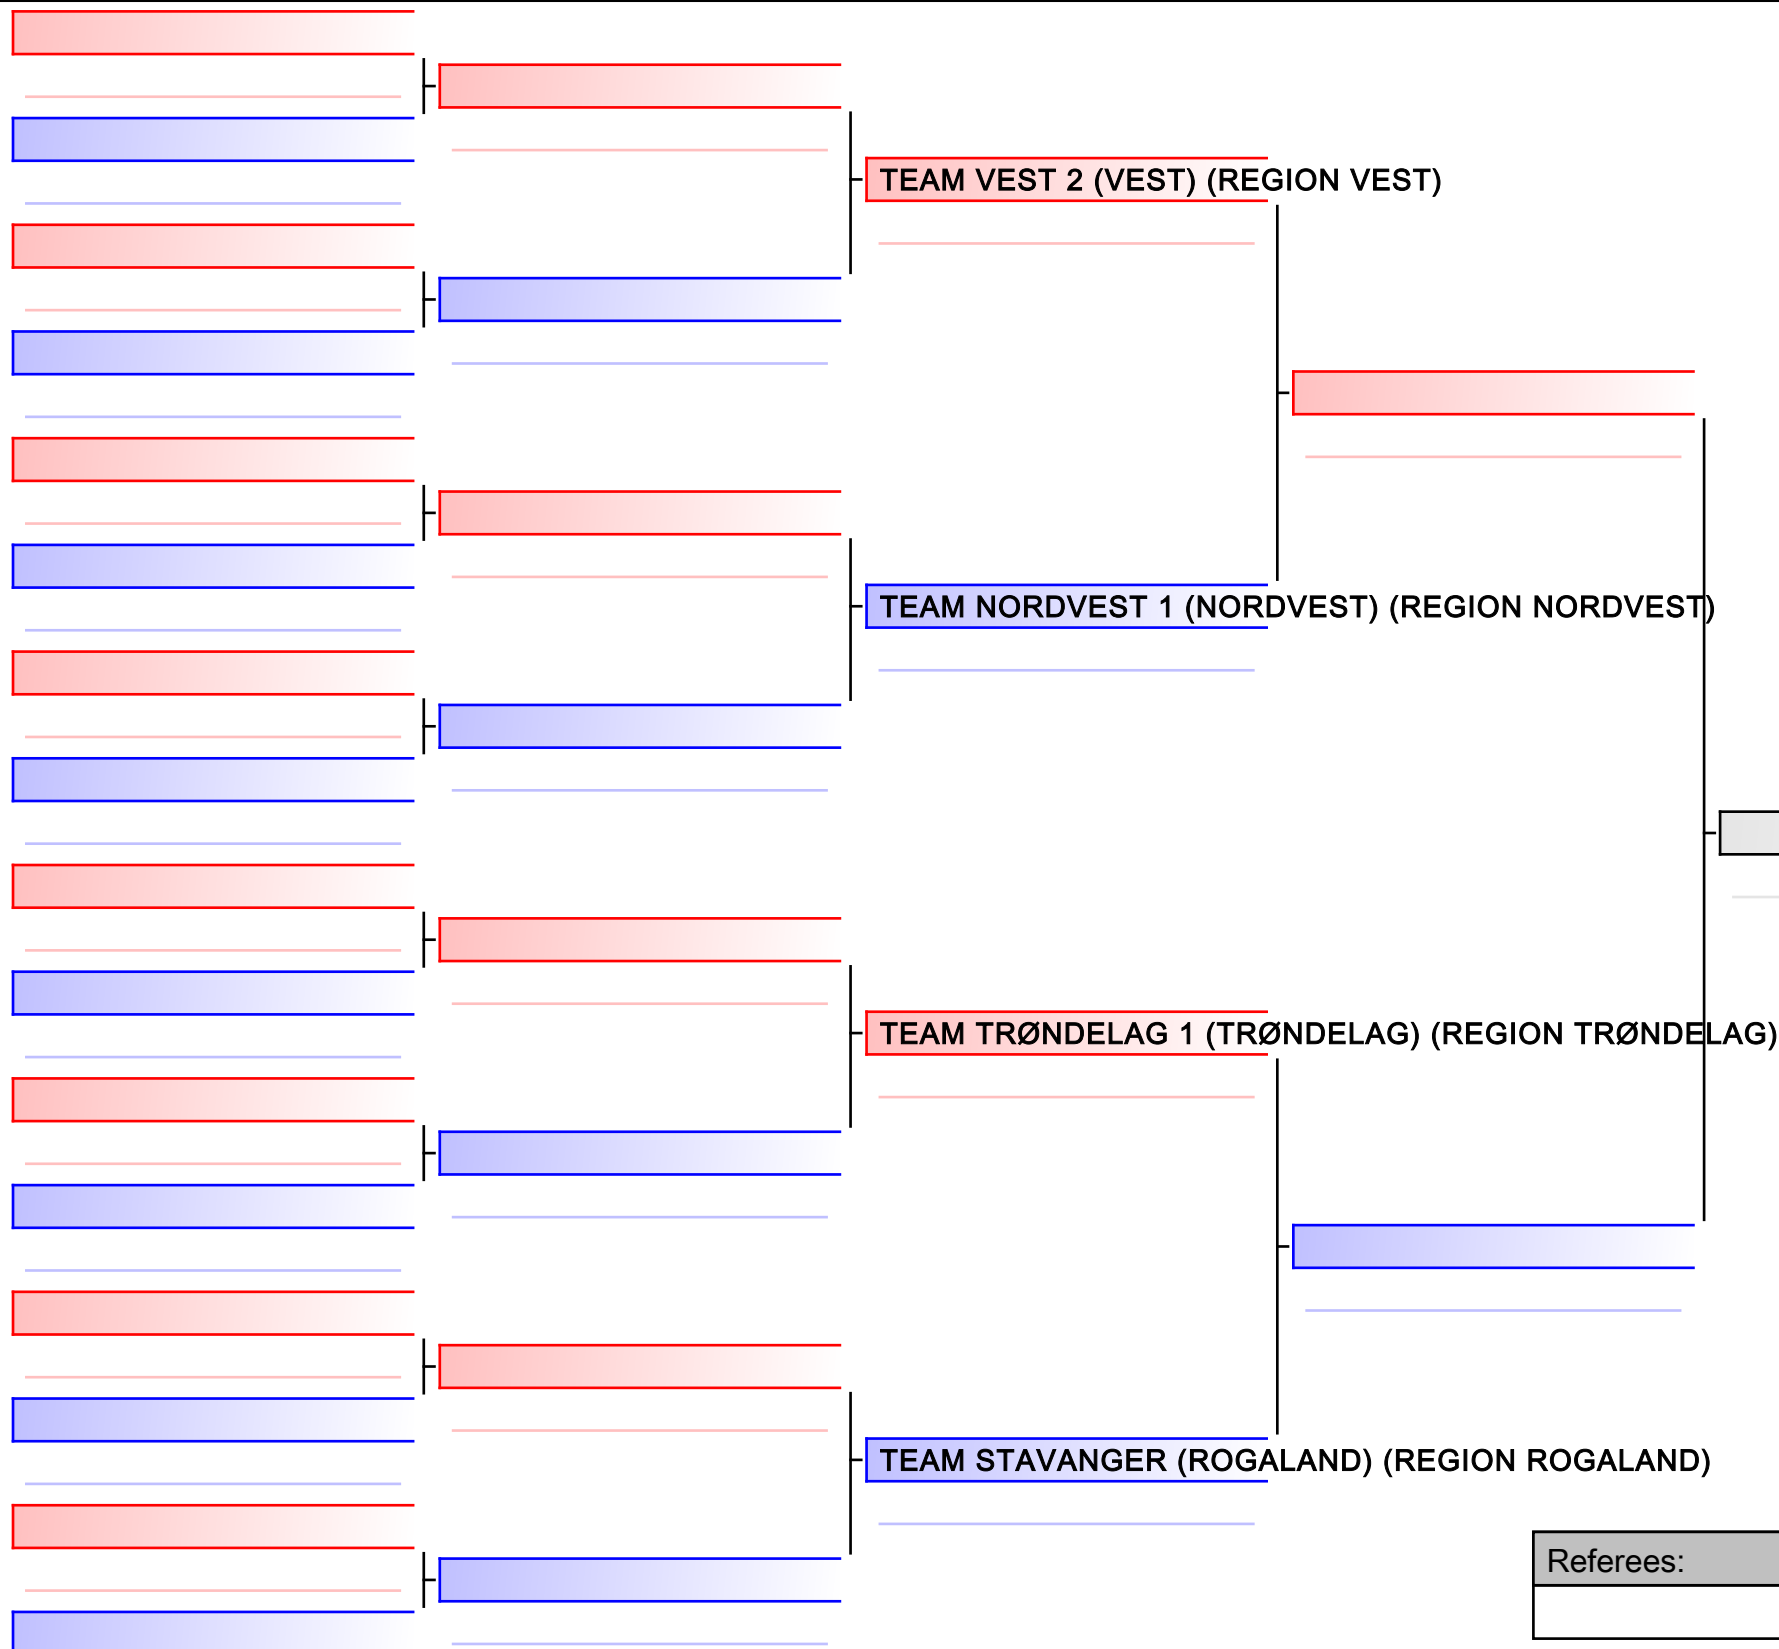 TEAM VEST 2 (VEST) (REGION VEST)
TEAM NORDVEST 1 (NORDVEST) (REGION NORDVEST)
TEAM TRØNDELAG 1 (TRØNDELAG) (REGION TRØNDELAG)
TEAM STAVANGER (ROGALAND) (REGION ROGALAND)
Referees: